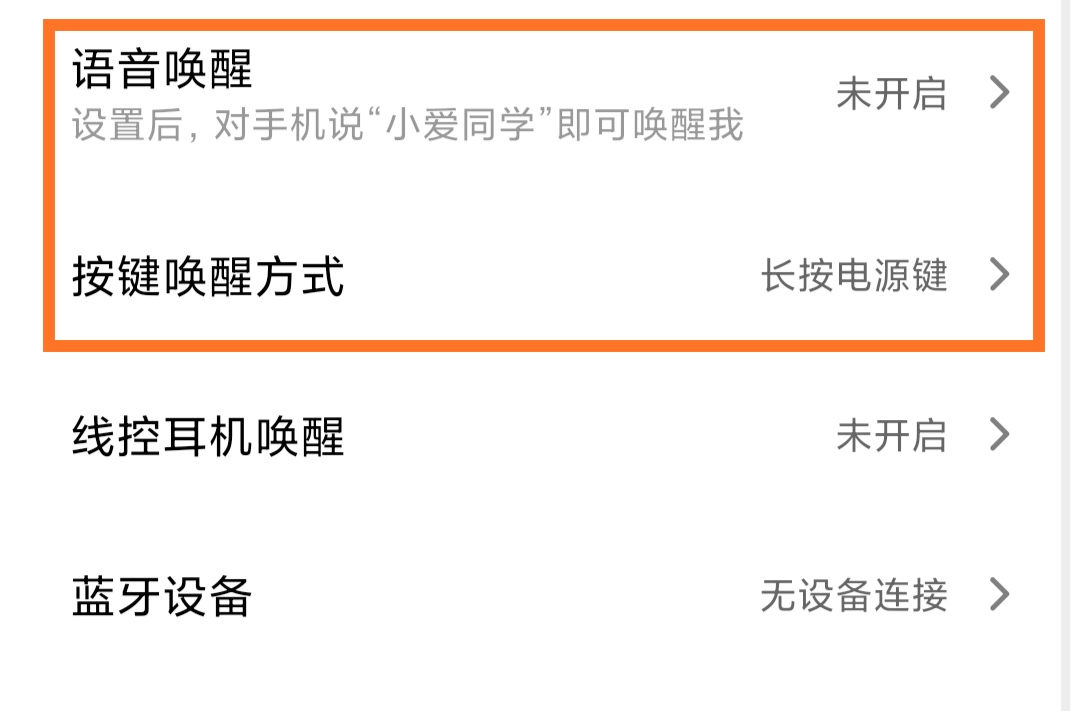 语音唤醒
未开启
设置后，对手机说“小爱同学”即可唤醒我
按键唤醒方式
长按电源键
线控耳机唤醒
未开启
蓝牙设备
无设备连接